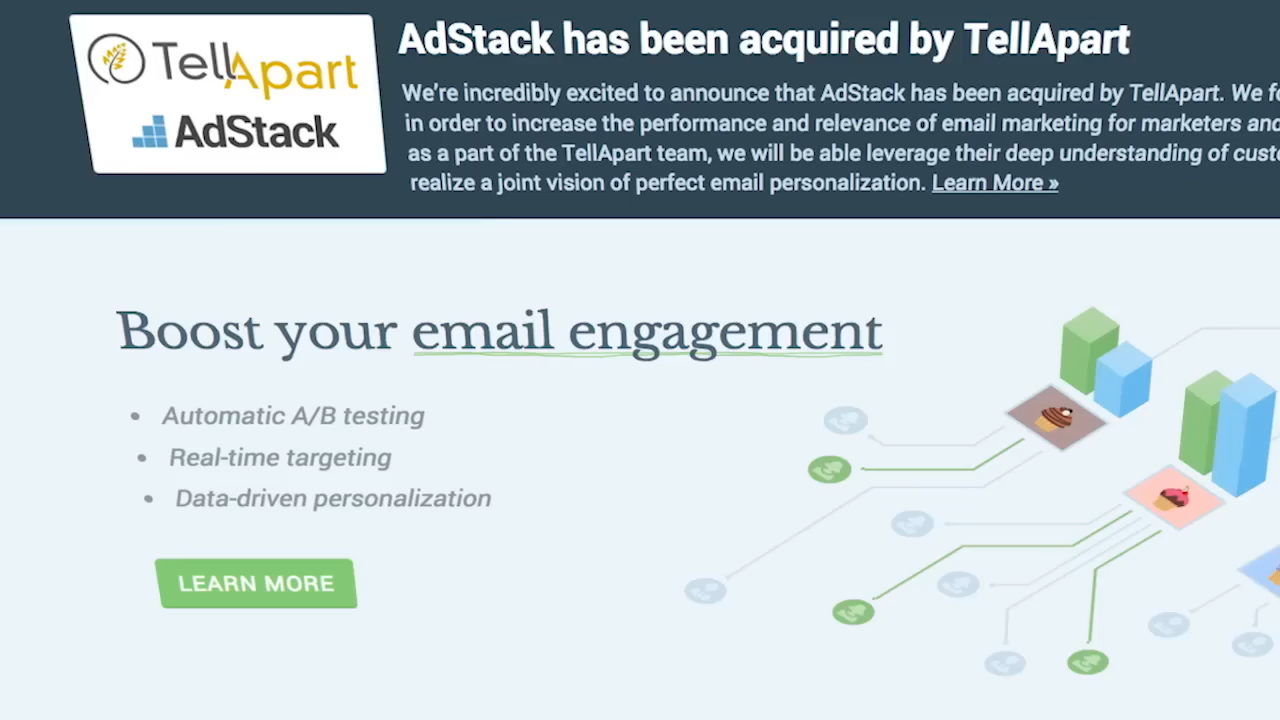 TellApart
AdStack
AdStack has been acquired by TellApart
We're incredibly excited to announce that AdStack has been acquired by TellApart. We
in order to increase the performance and relevance of email marketing for marketers
as a part of the TellApart team, we will be able leverage their deep understanding of
realize a joint vision of perfect email personalization. Learn More »
Boost your email engagement
• Automatic A/B testing
• Real-time targeting
• Data-driven personalization
LEARN MORE